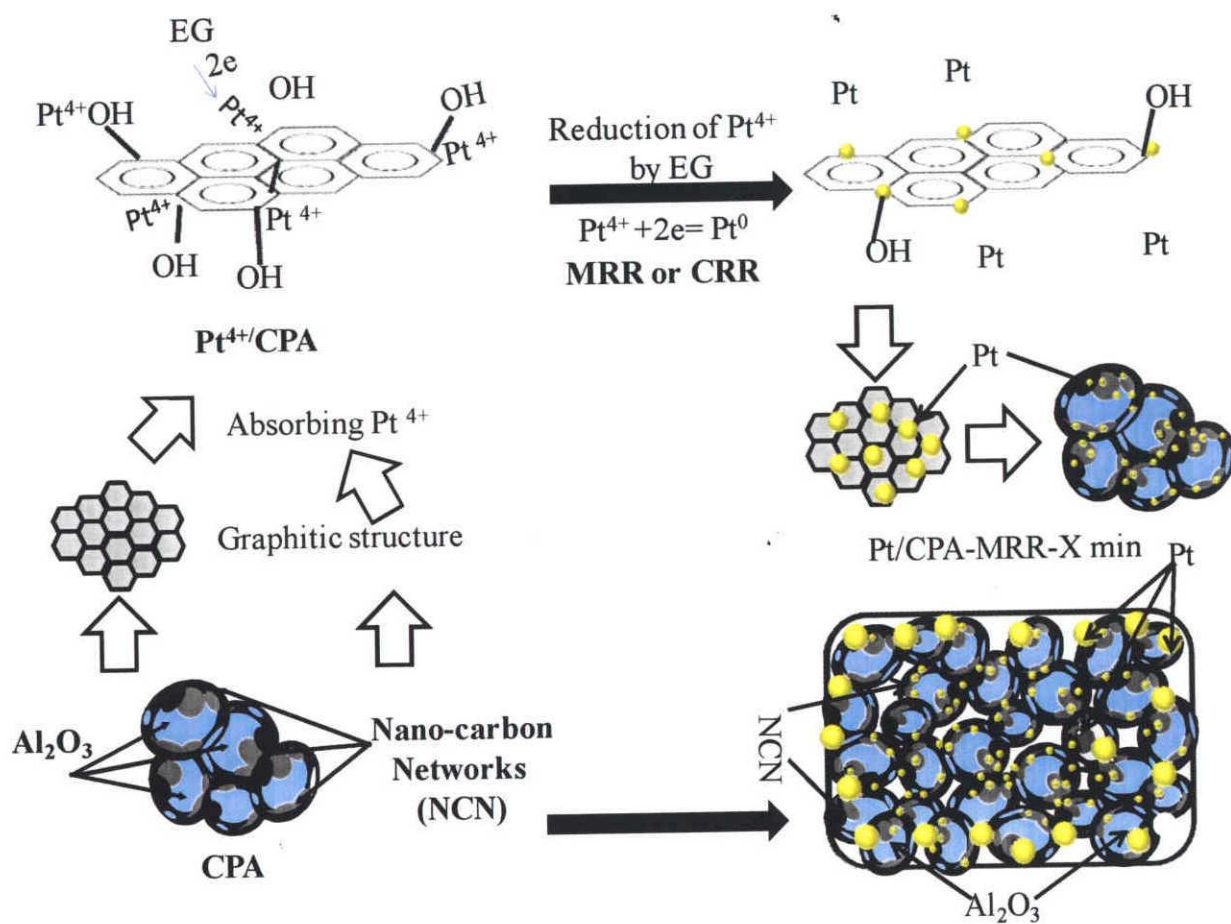 EG
2e
Pt⁴⁺OH
Pt⁴⁺
OH
OH
Pt ⁴⁺
Pt⁴⁺
Pt ⁴⁺
OH
OH
Pt⁴⁺/CPA
Reduction of Pt⁴⁺
by EG
Pt⁴⁺ +2e= Pt⁰
MRR or CRR
Pt
Pt
OH
OH
Pt
Pt
Pt
Absorbing Pt ⁴⁺
Graphitic structure
Pt/CPA-MRR-X min
Pt
Al₂O₃
Nano-carbon
Networks
(NCN)
CPA
NCN
Al₂O₃